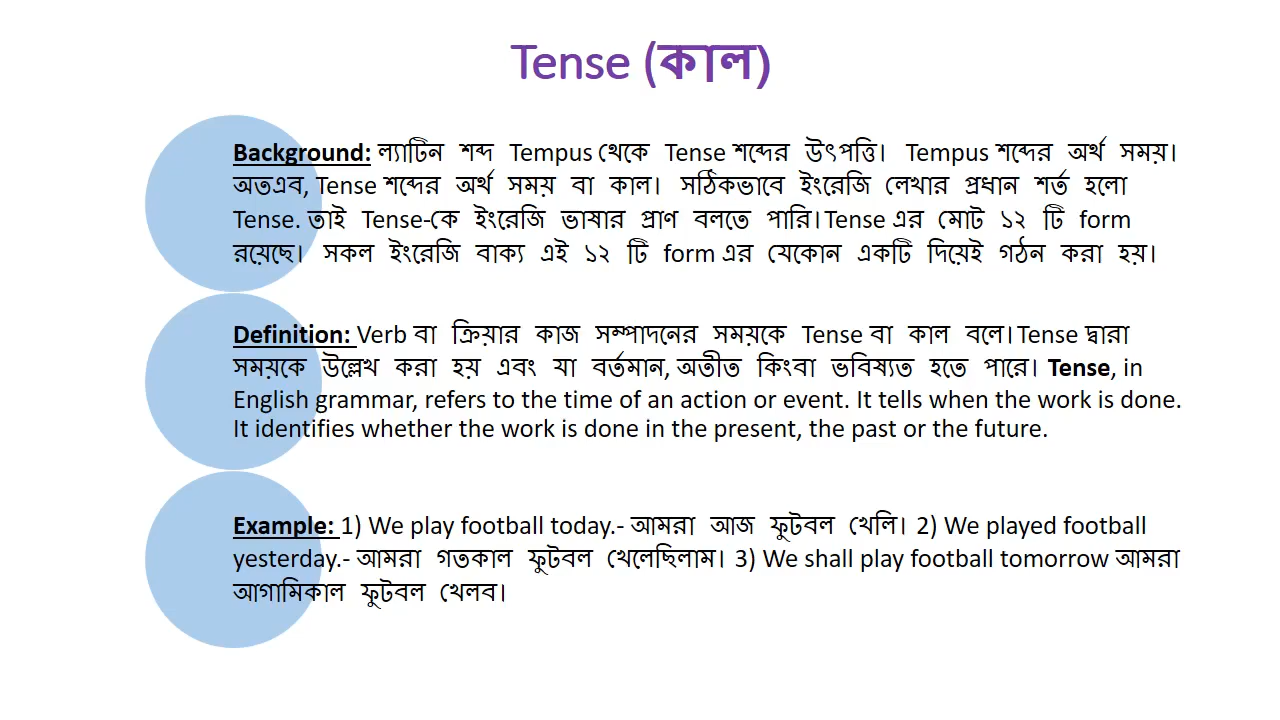 Tense (কাল)
Background: ল্যাটিন শব্দ Tempus থেকে Tense শব্দের উৎপত্তি। Tempus শব্দের অর্থ সময়।
অতএব, Tense শব্দের অর্থ সময় বা কাল। সঠিকভাবে ইংরেজি লেখার প্রধান শর্ত হলো
Tense. তাই Tense-কে ইংরেজি ভাষার প্রাণ বলতে পারি। Tense এর মোট ১২ টি form
রয়েছে। সকল ইংরেজি বাক্য এই ১২ টি form এর যেকোন একটি দিয়েই গঠন করা হয়।
Definition: Verb বা ক্রিয়ার কাজ সম্পাদনের সময়কে Tense বা কাল বলে। Tense দ্বারা
সময়কে উল্লেখ করা হয় এবং যা বর্তমান, অতীত কিংবা ভবিষ্যত হতে পারে। Tense, in
English grammar, refers to the time of an action or event. It tells when the work is done.
It identifies whether the work is done in the present, the past or the future.
Example: 1) We play football today.- আমরা আজ ফুটবল খেলি। 2) We played football
yesterday.- আমরা গতকাল ফুটবল খেলেছিলাম। 3) We shall play football tomorrow আমরা
আগামিকাল ফুটবল খেলব।